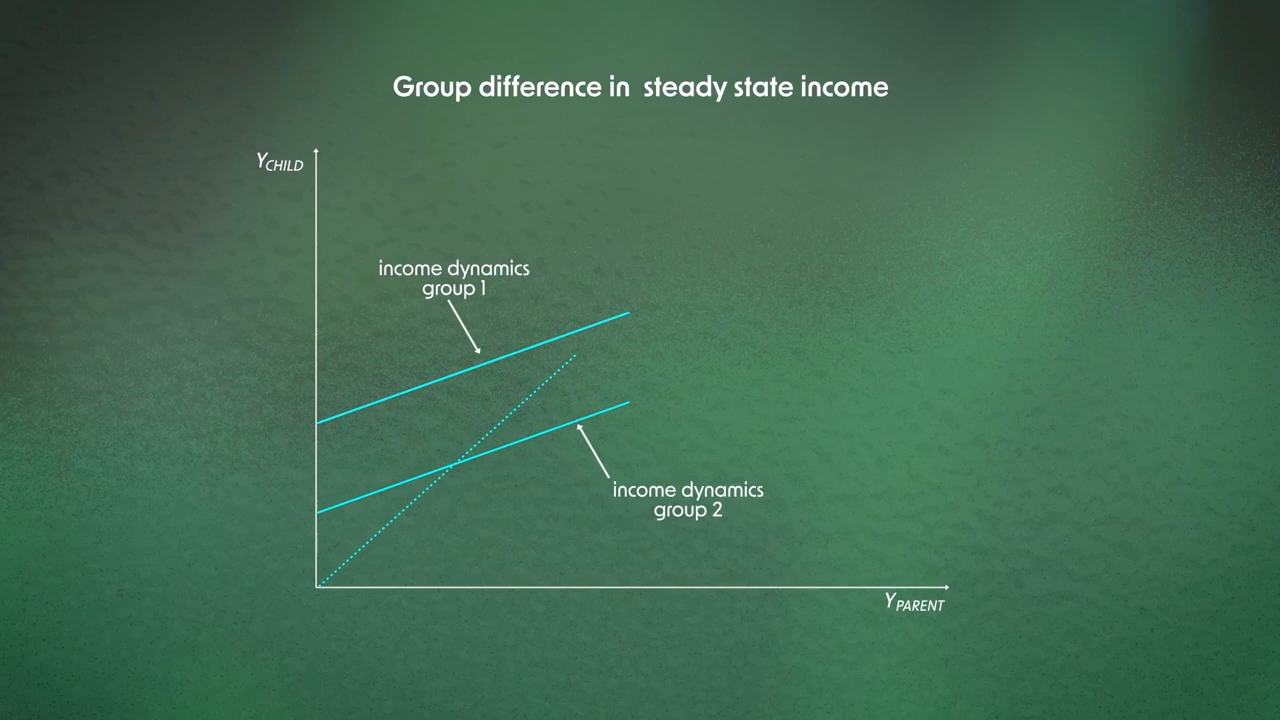 Group difference in steady state income
YCHILD
income dynamics
group 1
income dynamics
group 2
YPARENT